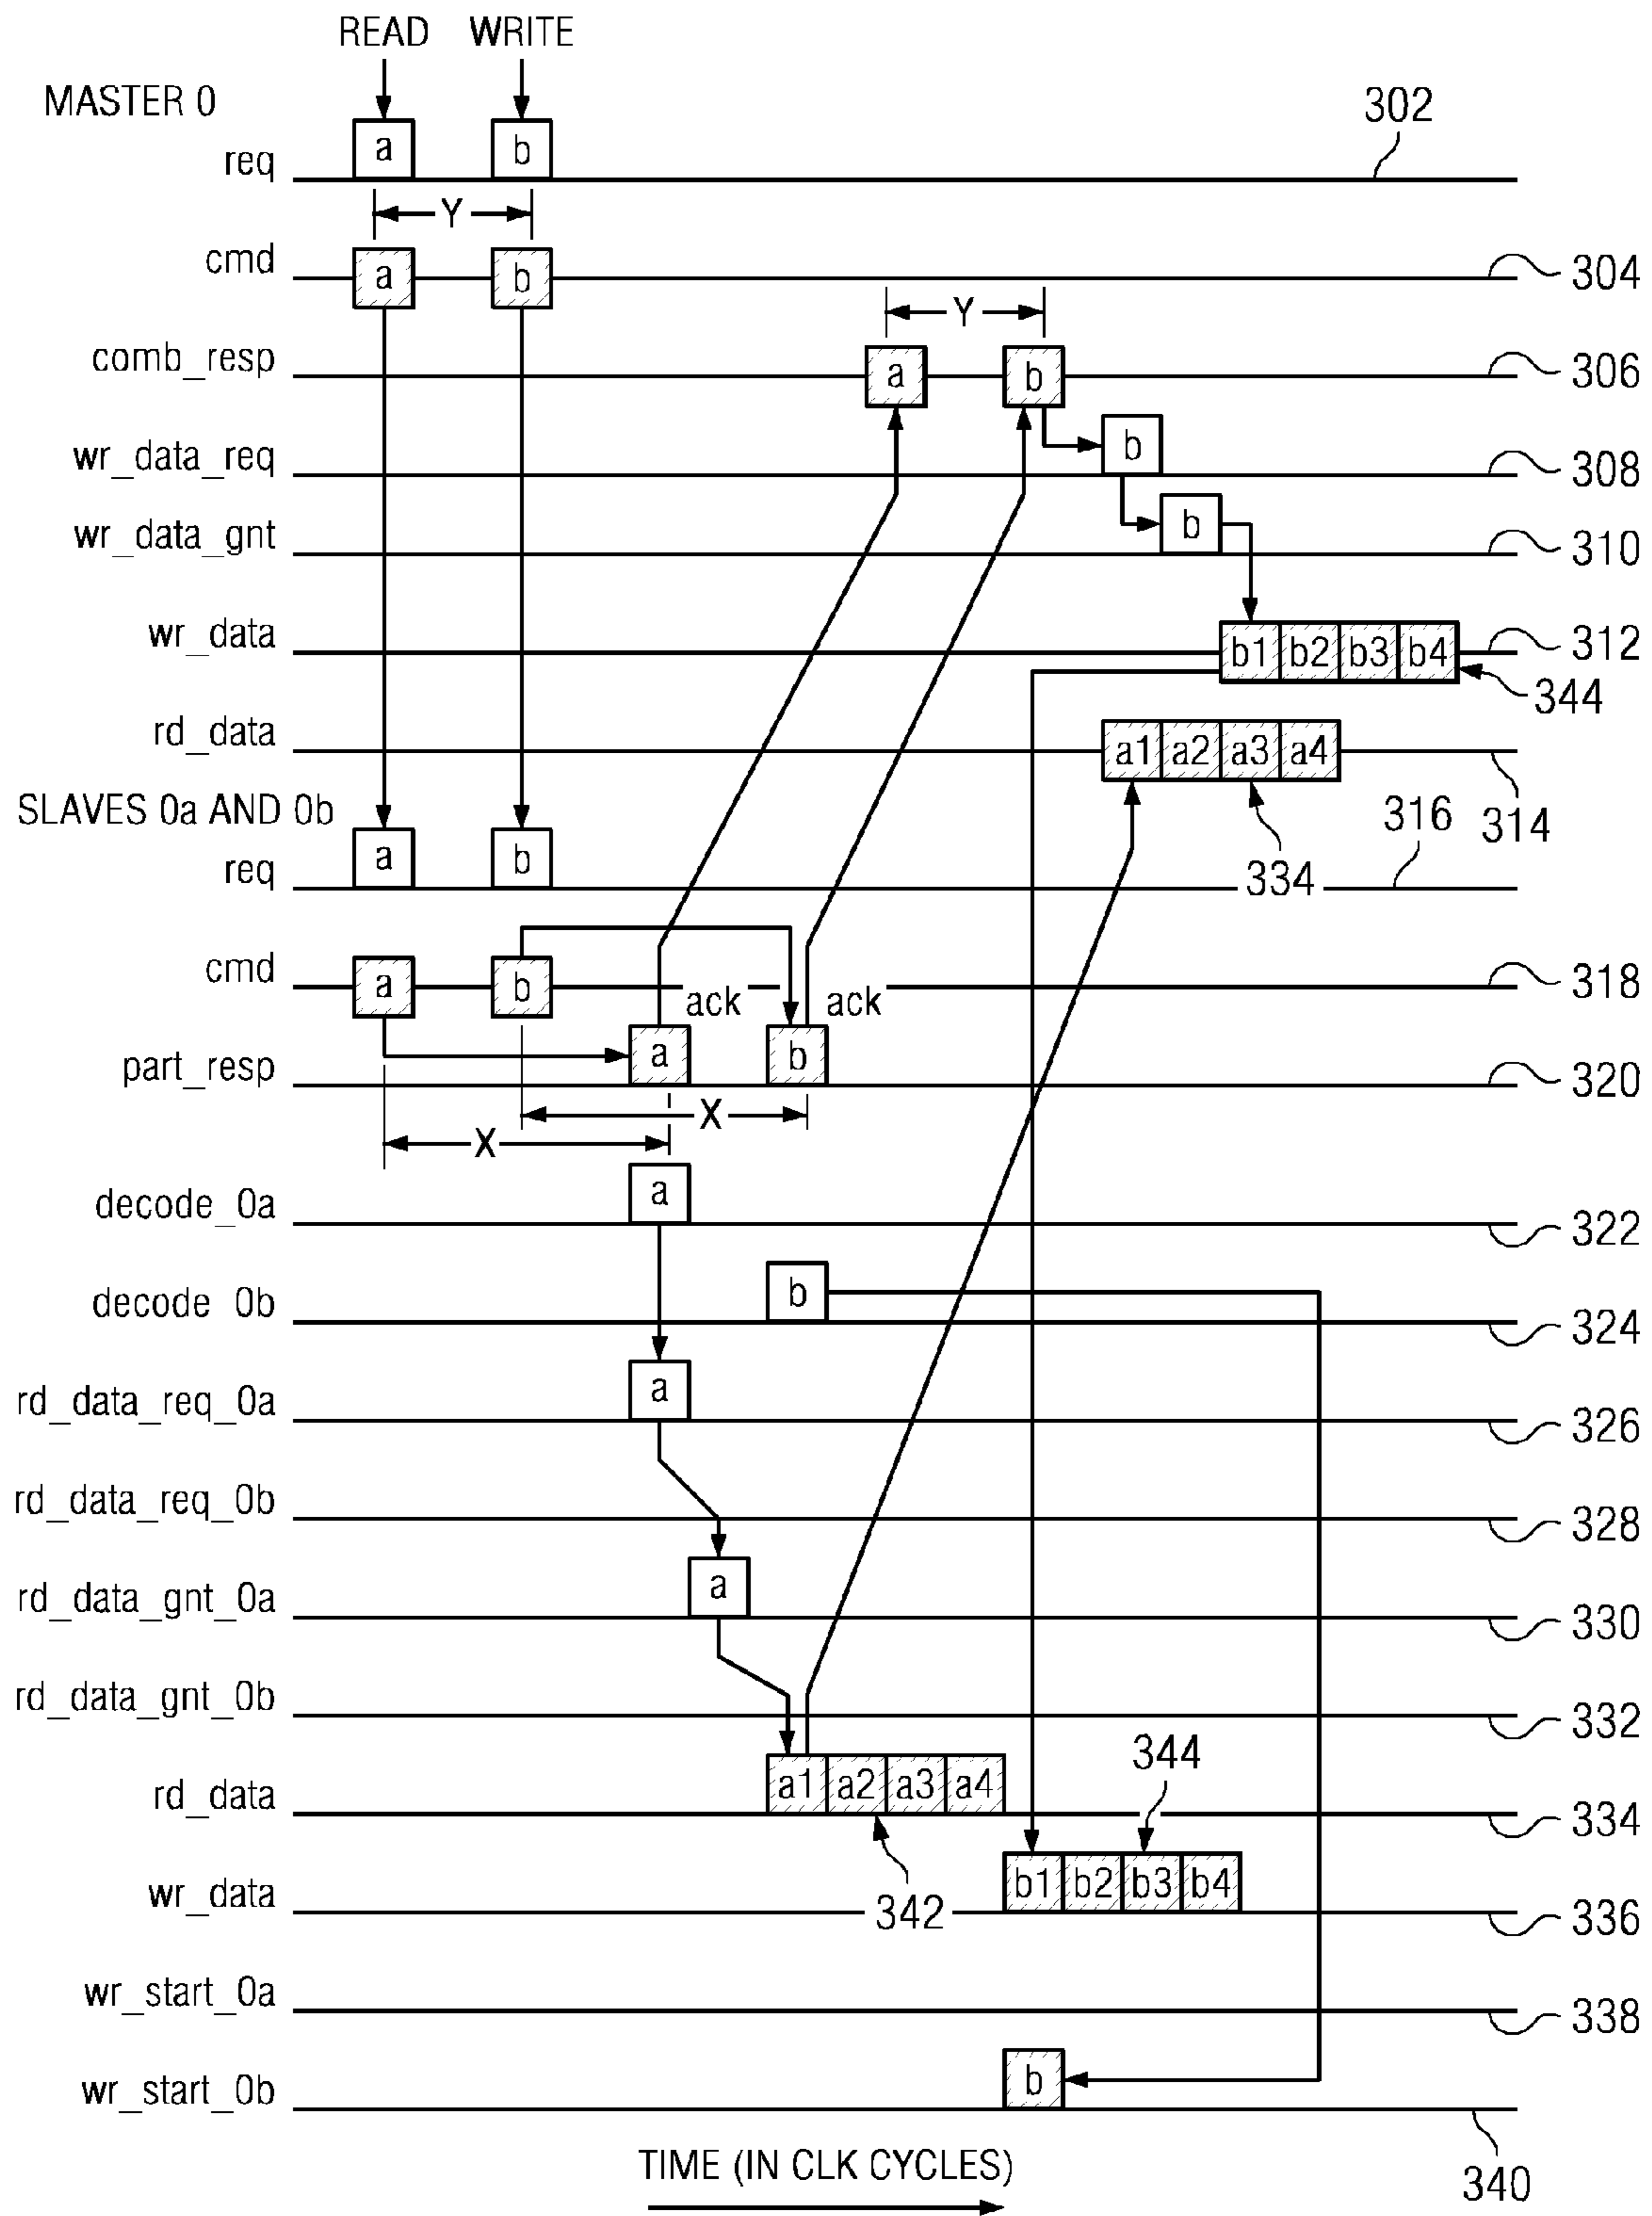 READ WRITE
MASTER 0
302
req a b
Y
cmd a b 304
Y
comb_resp a b 306
wr_data_req b 308
wr_data_gnt b 310
wr_data b1 b2 b3 b4 312
344
rd_data a1 a2 a3 a4 314
SLAVES 0a AND 0b
316
req a b 334
cmd a b 318
ack ack
part_resp a b 320
X
X
decode_0a a 322
decode_0b b 324
rd_data_req_0a a 326
rd_data_req_0b 328
rd_data_gnt_0a a 330
rd_data_gnt_0b 332
344
rd_data a1 a2 a3 a4 334
wr_data b1 b2 b3 b4 336
342
wr_start_0a 338
wr_start_0b b
340
TIME (IN CLK CYCLES)